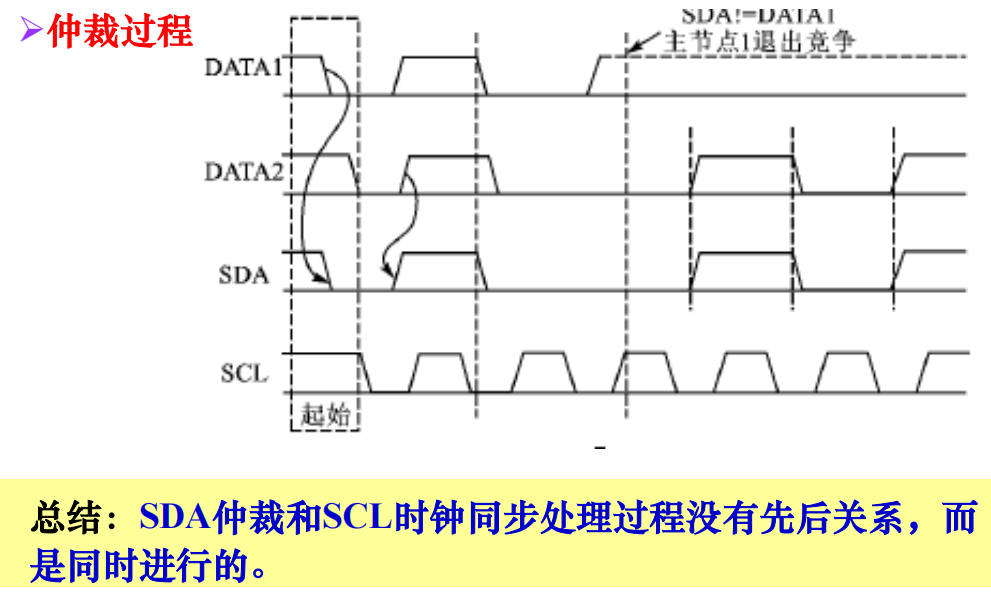 仲裁过程
SDA!=DATA1
主节点1退出竞争
DATA1
DATA2
SDA
SCL
起始
总结：SDA仲裁和SCL时钟同步处理过程没有先后关系，而
是同时进行的。